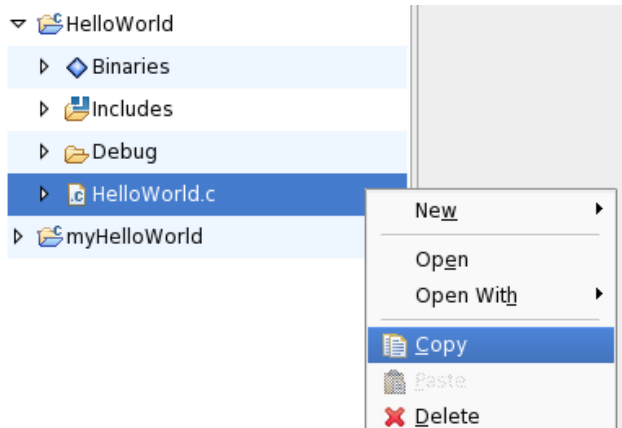 HelloWorld
Binaries
Includes
Debug
HelloWorld.c
myHelloWorld
New
Open
Open With
Copy
Paste
Delete